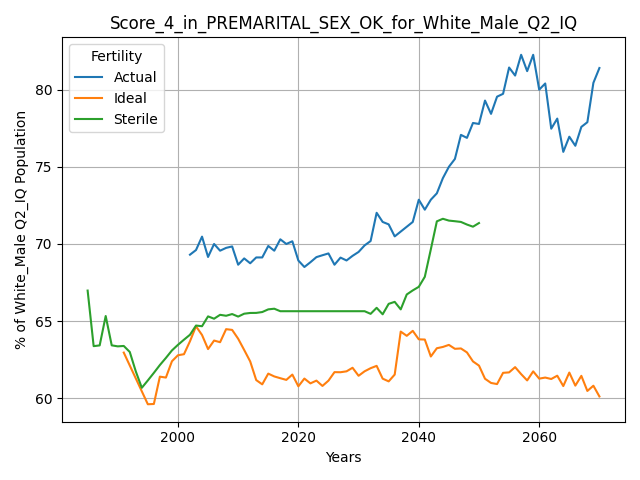 Score_4_in_PREMARITAL_SEX_OK_for_White_Male_Q2_IQ
Fertility
Actual
Ideal
Sterile
% of White_Male Q2_IQ Population
80
75
70
65
60
2000
2020
2040
2060
Years